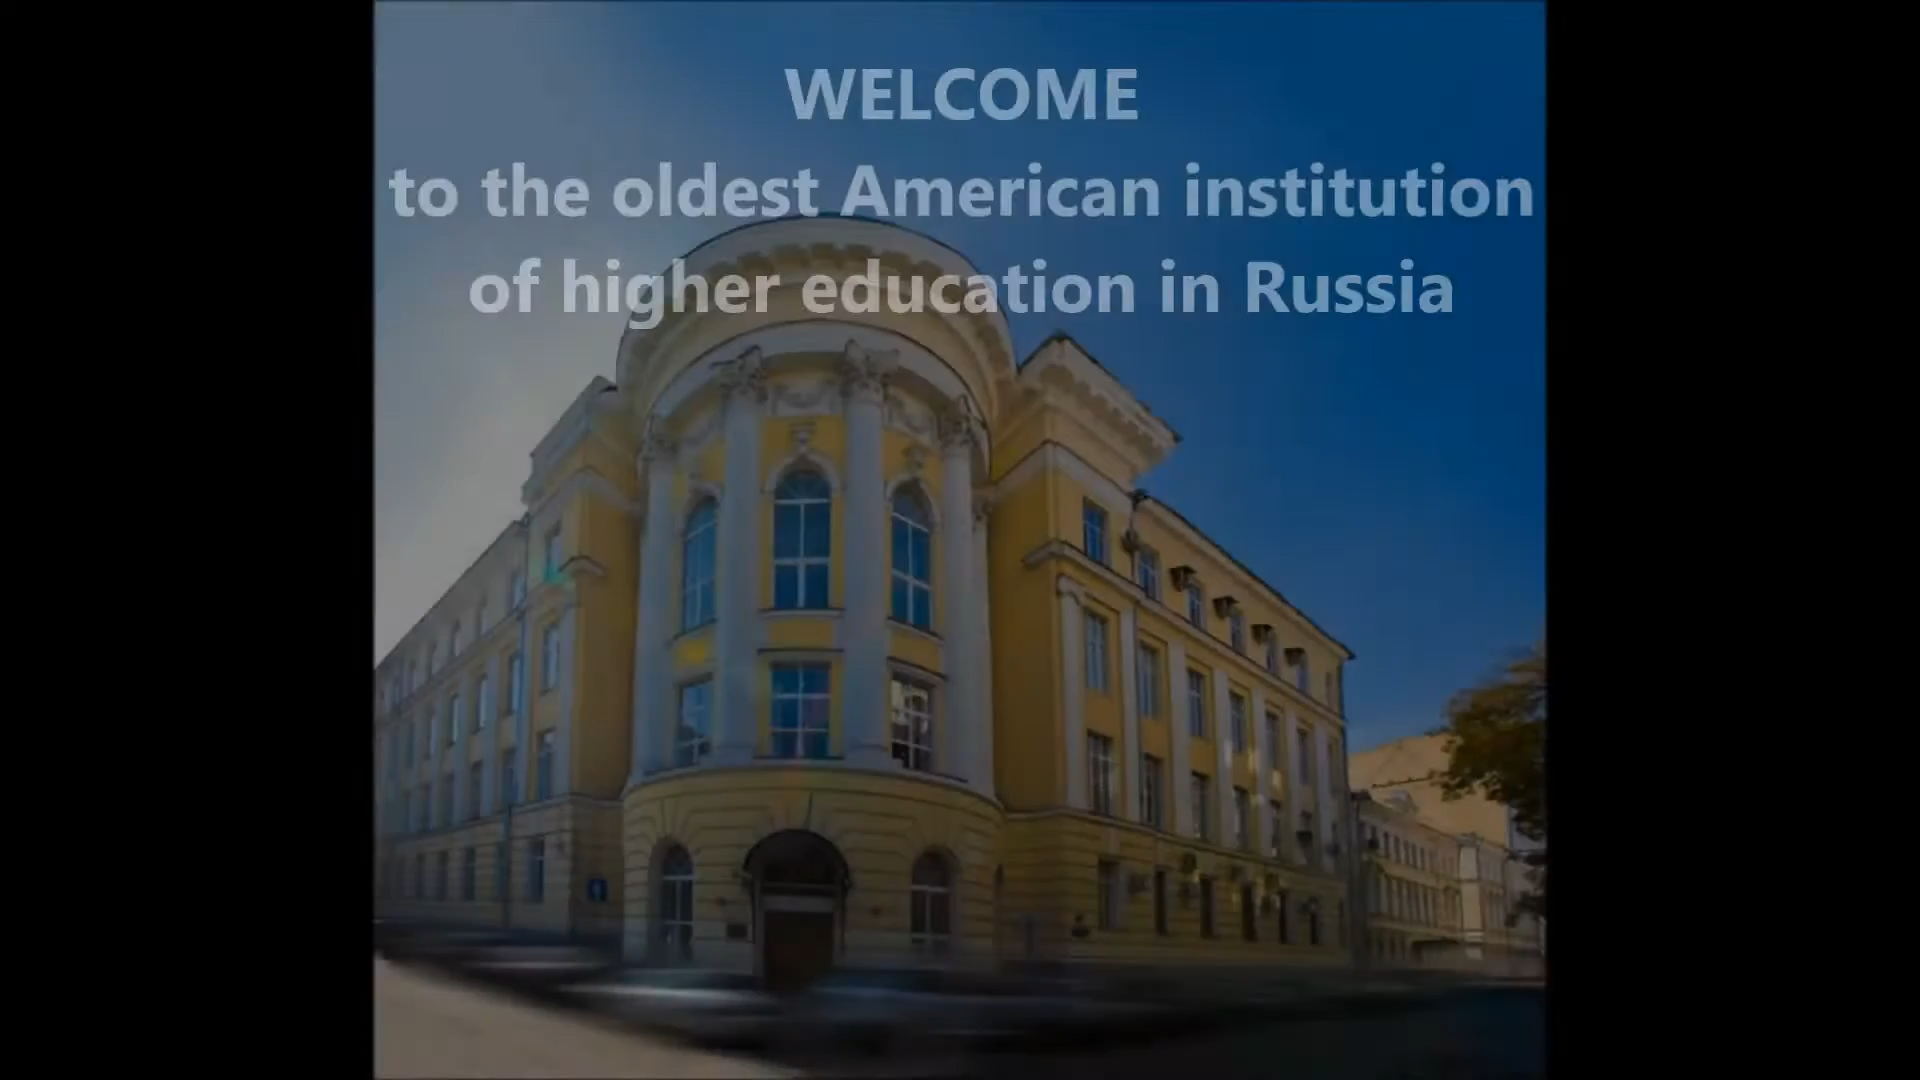 WELCOME
to the oldest American institution
of higher education in Russia